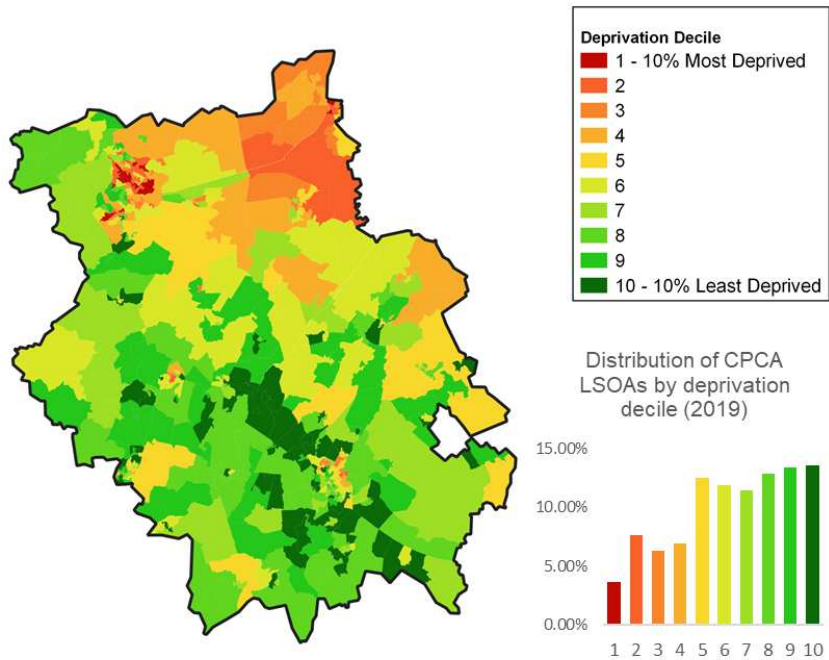 Deprivation Decile
1 - 10% Most Deprived
2
3
4
5
6
7
8
9
10 - 10% Least Deprived
Distribution of CPCA
LSOAs by deprivation
decile (2019)
15.00%
10.00%
5.00%
0.00%
1 2 3 4 5 6 7 8 9 10